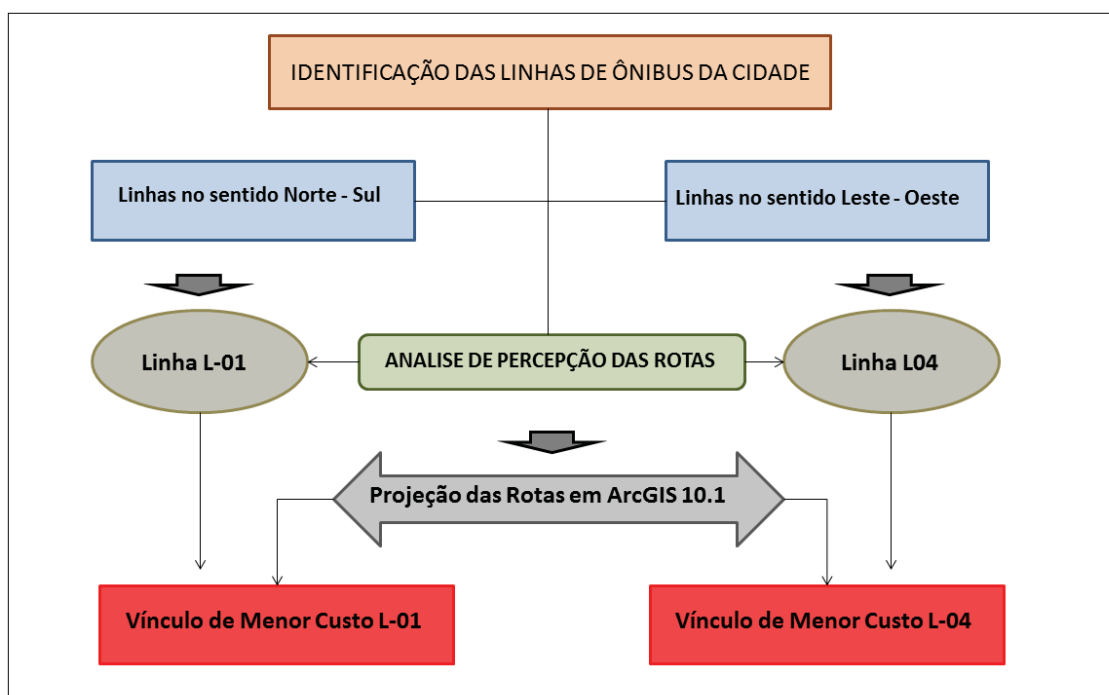 IDENTIFICAÇÃO DAS LINHAS DE ÔNIBUS DA CIDADE
Linhas no sentido Norte - Sul
Linhas no sentido Leste - Oeste
Linha L-01
ANALISE DE PERCEPÇÃO DAS ROTAS
Linha L04
Projeção das Rotas em ArcGIS 10.1
Vínculo de Menor Custo L-01
Vínculo de Menor Custo L-04